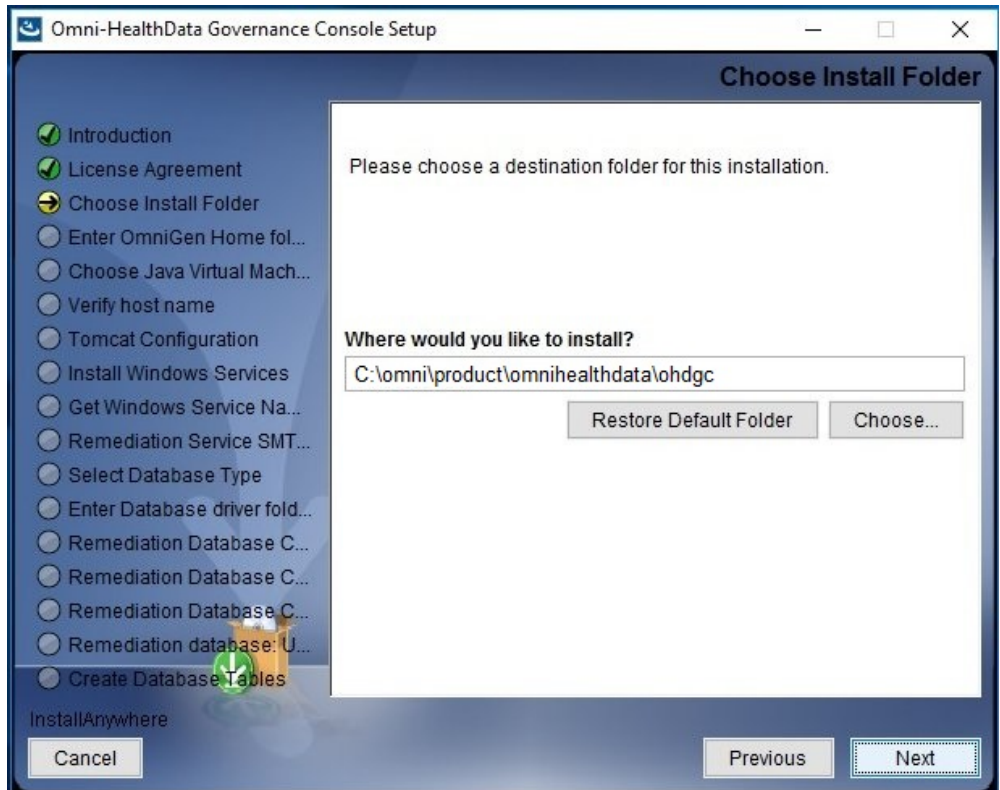 Omni-HealthData Governance Console Setup
Choose Install Folder
Introduction
License Agreement
Choose Install Folder
Enter OmniGen Home fol...
Choose Java Virtual Mach...
Verify host name
Tomcat Configuration
Install Windows Services
Get Windows Service Na...
Remediation Service SMT...
Select Database Type
Enter Database driver fold...
Remediation Database C...
Remediation Database C...
Remediation Database C...
Remediation database: U...
Create Database Tables
Please choose a destination folder for this installation.
Where would you like to install?
C:\omni\product\omnihealthdata\ohdgc
Restore Default Folder
Choose...
InstallAnywhere
Cancel
Previous
Next